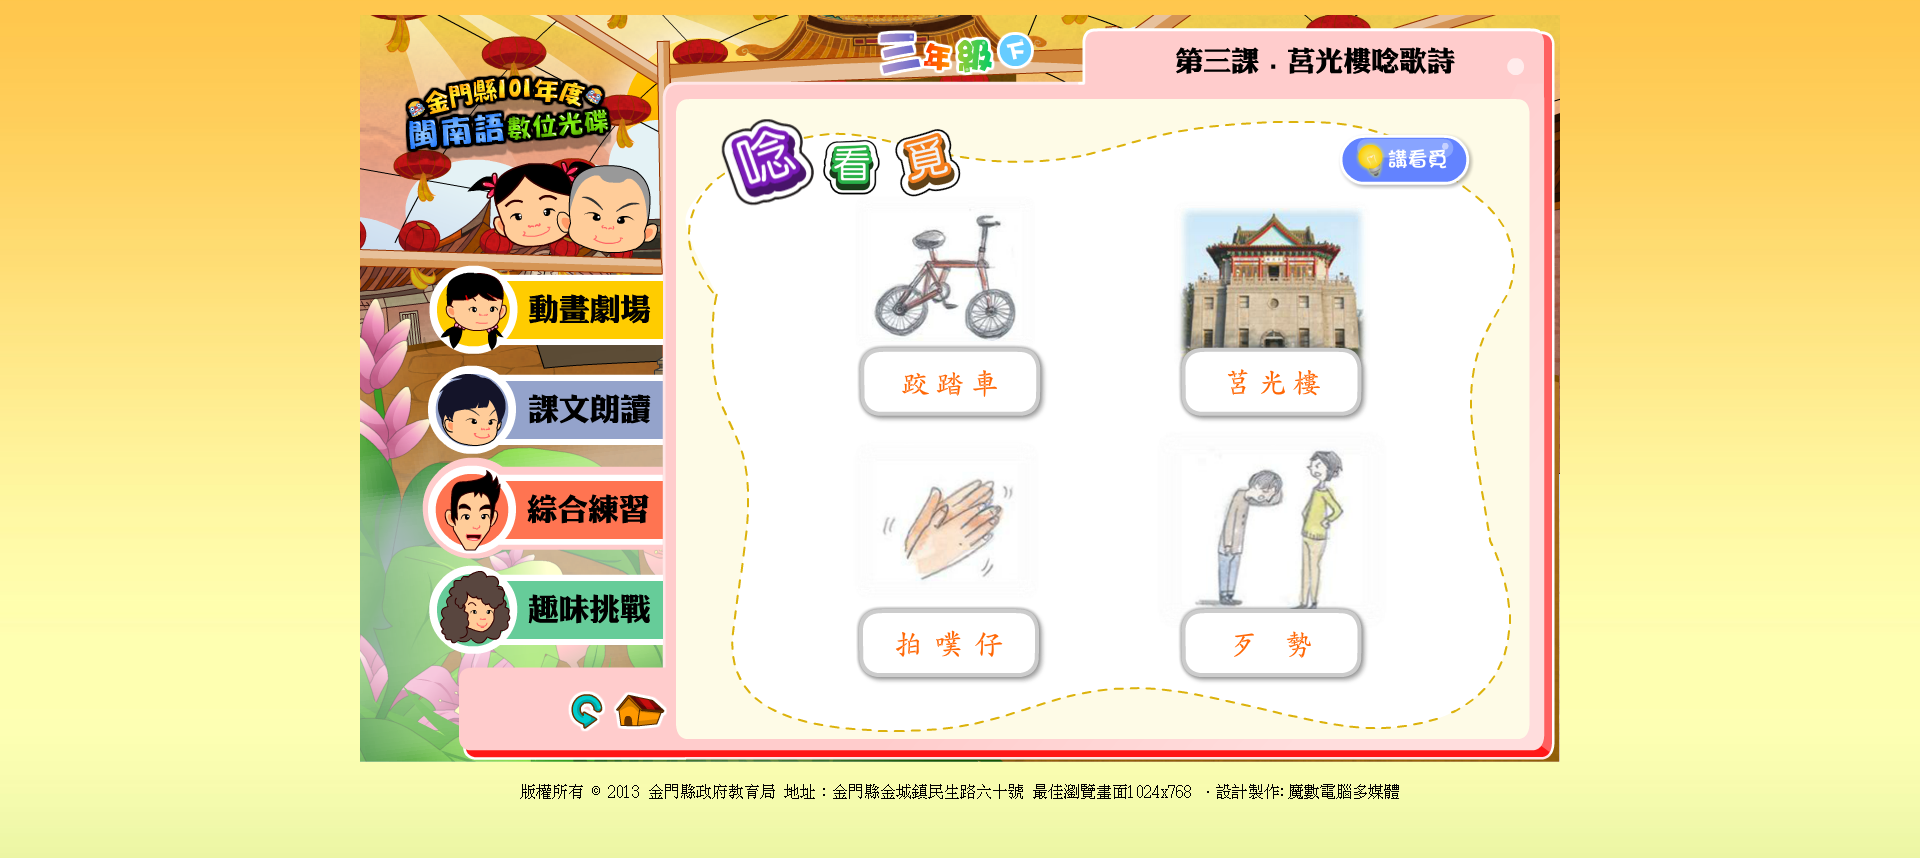 三年級下
第三課．莒光樓唸歌詩
金門縣101年度
閩南語數位光碟
唸看覓
講看覓
動畫劇場
課文朗讀
綜合練習
趣味挑戰
跤踏車
莒光樓
拍噗仔
歹勢
版權所有 © 2013 金門縣政府教育局 地址：金門縣金城鎮民生路六十號 最佳瀏覽畫面1024x768 ．設計製作: 魔數電腦多媒體